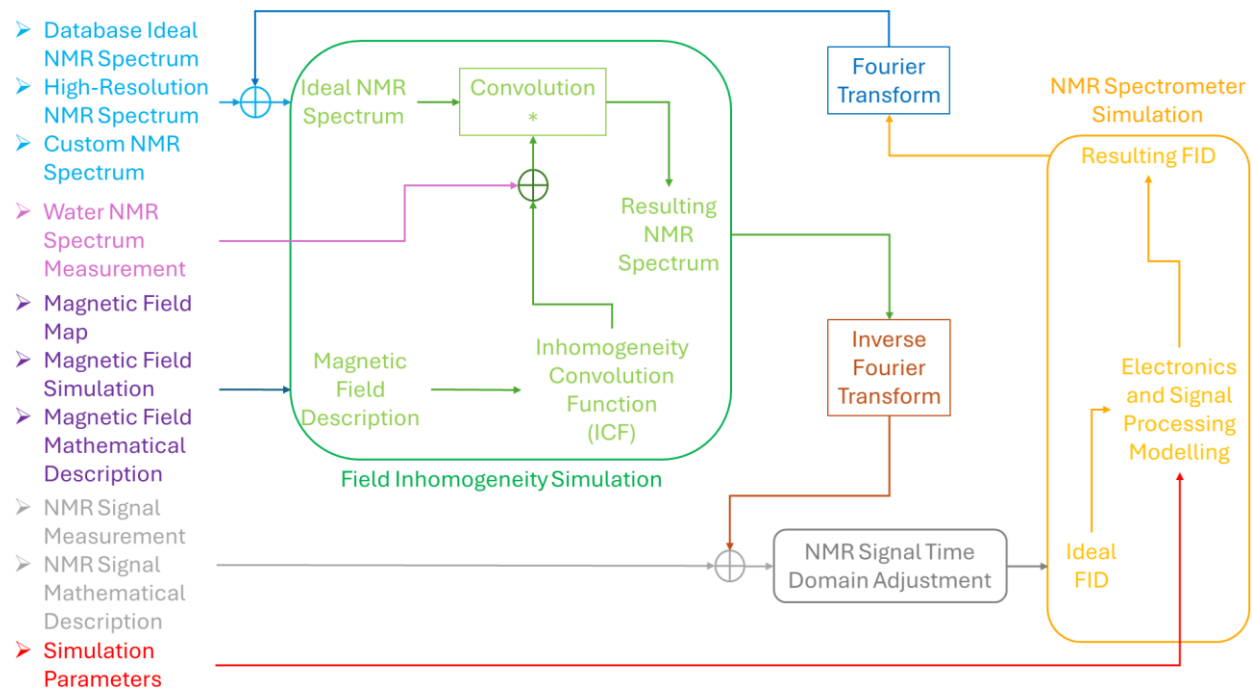 ➢ Database Ideal
NMR Spectrum
➢ High-Resolution
NMR Spectrum
➢ Custom NMR
Spectrum
➢ Water NMR
Spectrum
Measurement
➢ Magnetic Field
Map
➢ Magnetic Field
Simulation
➢ Magnetic Field
Mathematical
Description
➢ NMR Signal
Measurement
➢ NMR Signal
Mathematical
Description
➢ Simulation
Parameters
Ideal NMR
Spectrum
Convolution
*
Resulting
NMR
Spectrum
Magnetic
Field
Description
Inhomogeneity
Convolution
Function
(ICF)
Field Inhomogeneity Simulation
Fourier
Transform
Inverse
Fourier
Transform
NMR Signal Time
Domain Adjustment
NMR Spectrometer
Simulation
Resulting FID
Electronics
and Signal
Processing
Modelling
Ideal
FID